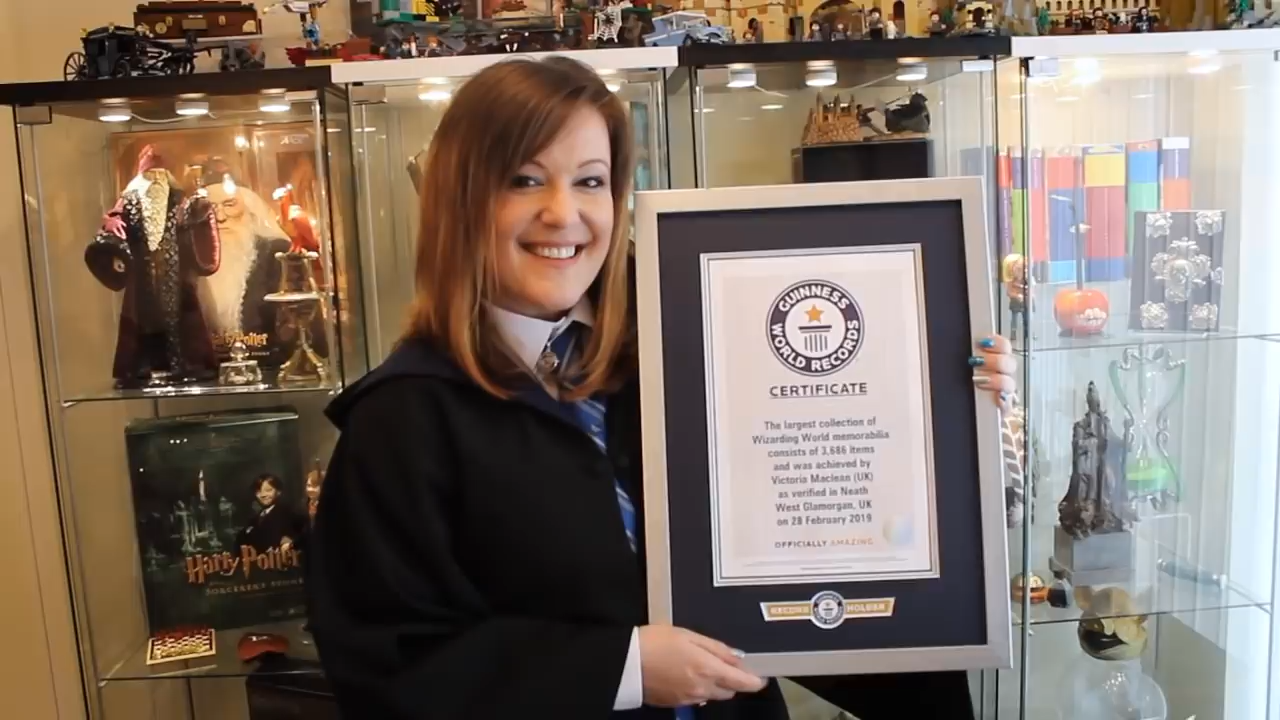 GUINNESS
WORLD RECORDS
CERTIFICATE
The largest collection of
Wizarding World memorabilia
consists of 3,686 items
and was achieved by
Victoria Maclean (UK)
as verified in Neath
West Glamorgan, UK
on 28 February 2019
OFFICIALLY AMAZING
RECORD HOLDER
Harry Potter
Harry Potter
SORCERER'S STONE